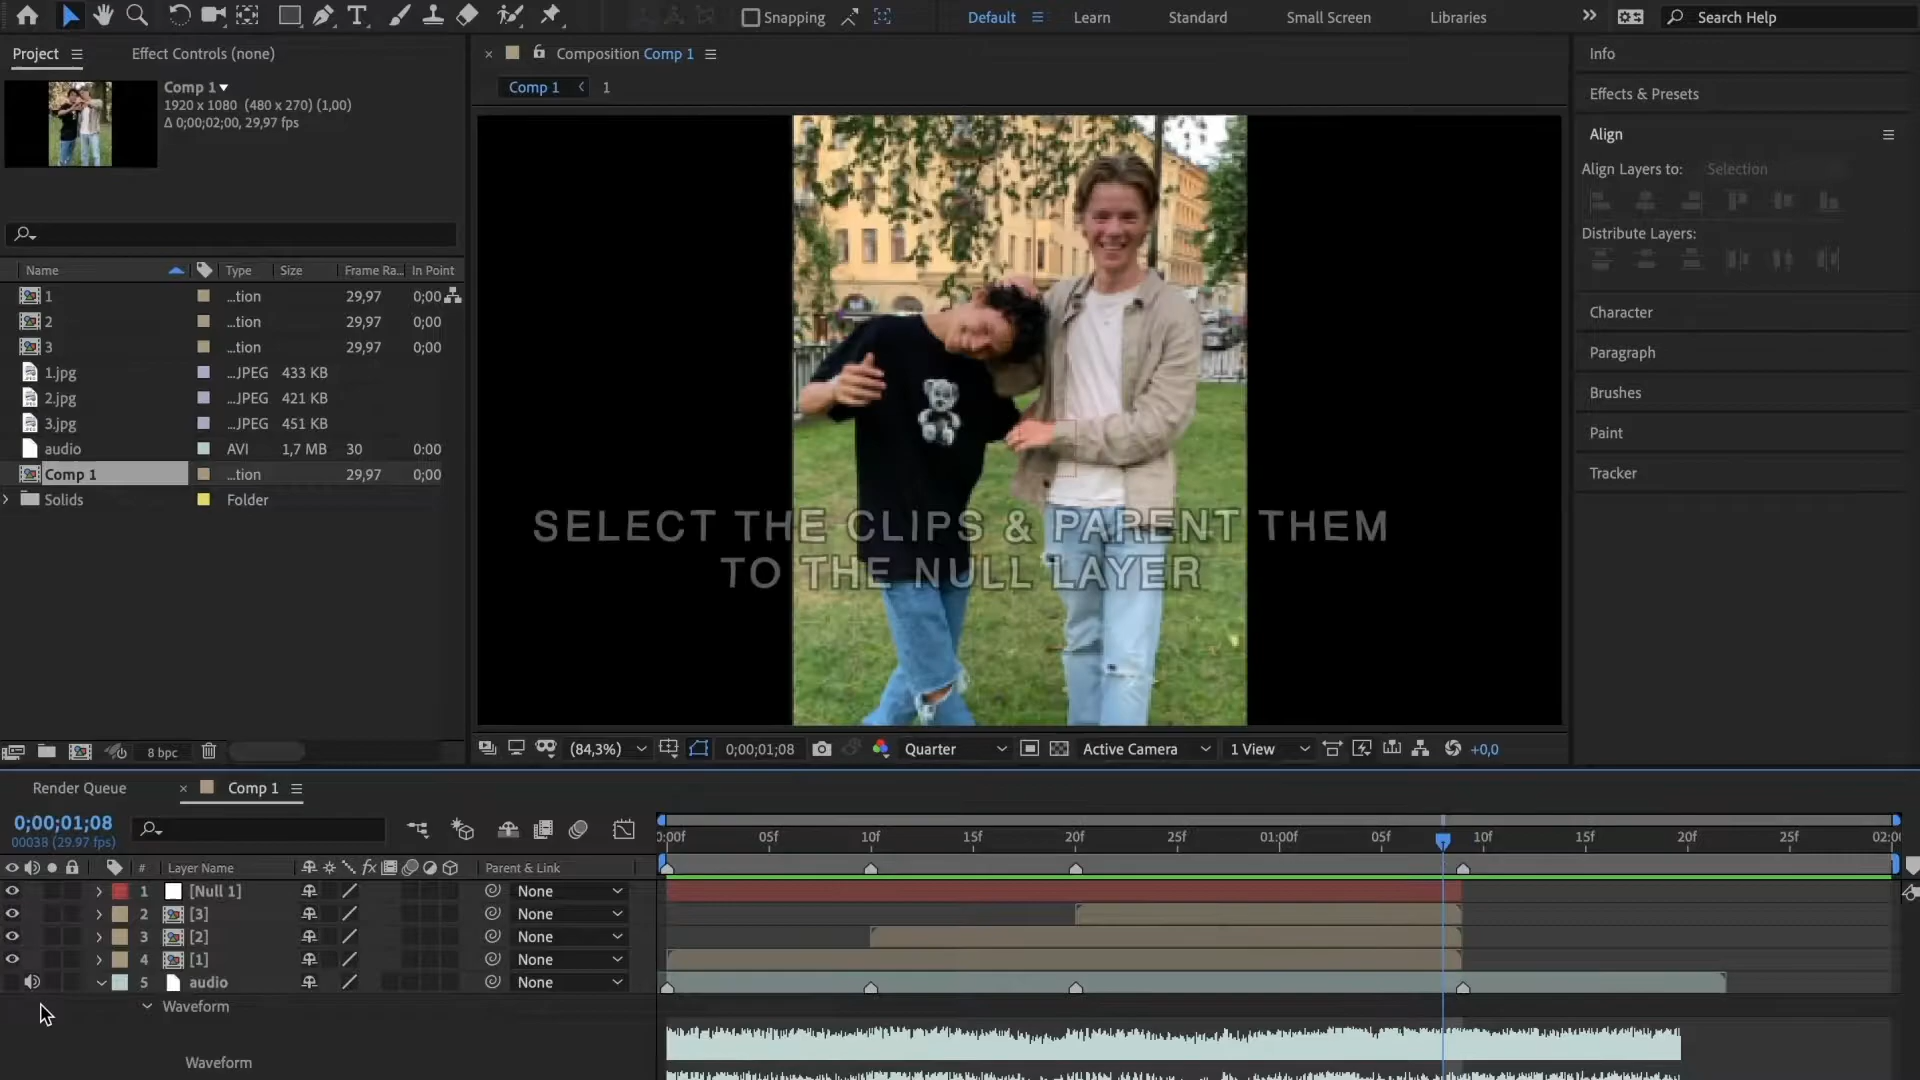 Snapping
Default
Learn
Standard
Small Screen
Libraries
Search Help
Project
Effect Controls (none)
Comp 1
1920 x 1080 (480 x 270) (1,00)
Δ 0;00;02;00, 29,97 fps
Name Type Size Frame Ra... In Point
1 ...tion 29,97 0;00
2 ...tion 29,97 0;00
3 ...tion 29,97 0;00
1.jpg ...JPEG 433 KB
2.jpg ...JPEG 421 KB
3.jpg ...JPEG 451 KB
audio AVI 1,7 MB 30 0:00
Comp 1 ...tion 29,97 0;00
Solids Folder
8 bpc
Composition Comp 1
Comp 1 1
SELECT THE CLIPS & PARENT THEM
TO THE NULL LAYER
(84,3%) 0;00;01;08 Quarter Active Camera 1 View +0,0
Info
Effects & Presets
Align
Align Layers to: Selection
Distribute Layers:
Character
Paragraph
Brushes
Paint
Tracker
Render Queue
Comp 1
0;00;01;08
00038 (29.97 fps)
# Layer Name fx Parent & Link
1 [Null 1] None
2 [3] None
3 [2] None
4 [1] None
5 audio None
Waveform
Waveform
0:00f 05f 10f 15f 20f 25f 01:00f 05f 10f 15f 20f 25f 02:0